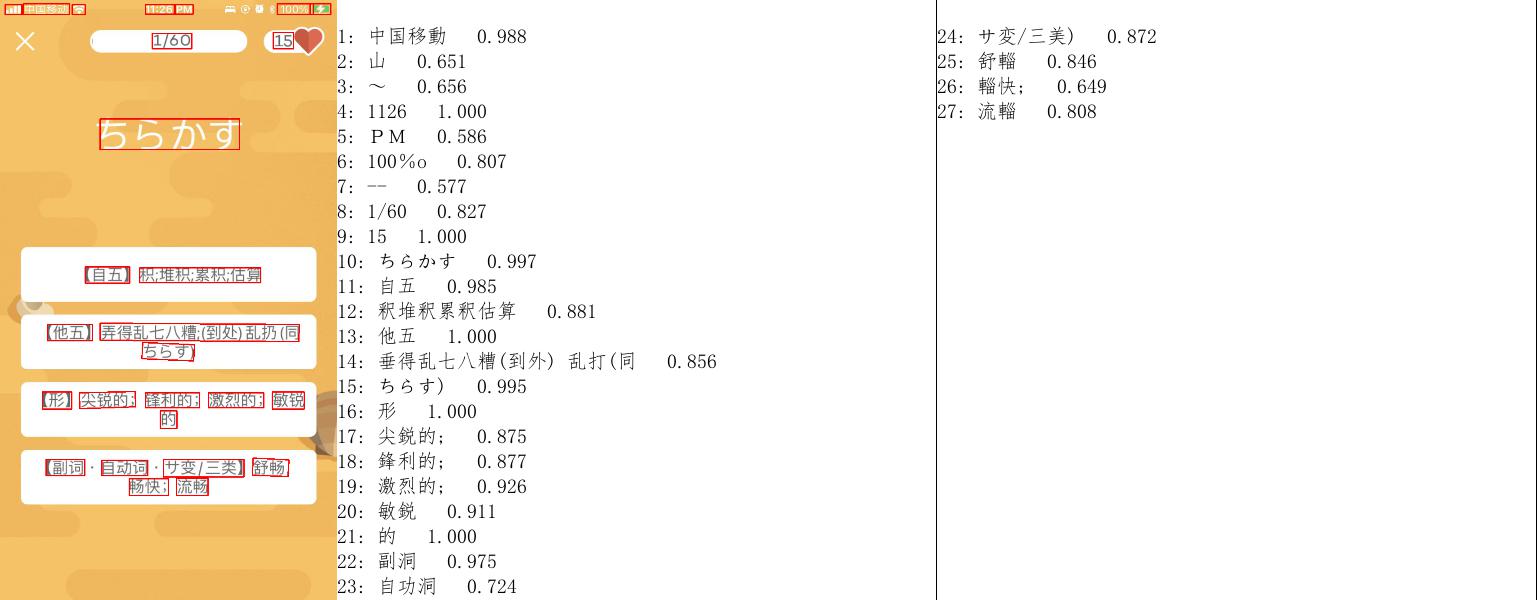 中国移动 11:26 PM 100%
1/60 15
ちらかす
【自五】 积;堆积;累积;估算
【他五】 弄得乱七八糟;(到处)乱扔(同
ちらす)
【形】 尖锐的; 锋利的; 激烈的; 敏锐
的
【副词・自动词・サ变/三类】 舒畅,
畅快; 流畅
1: 中国移動 0.988
2: 山 0.651
3: ～ 0.656
4: 1126 1.000
5: ＰＭ 0.586
6: 100％o 0.807
7: -- 0.577
8: 1/60 0.827
9: 15 1.000
10: ちらかす 0.997
11: 自五 0.985
12: 釈堆釈累釈估算 0.881
13: 他五 1.000
14: 垂得乱七八糟(到外) 乱打(同 0.856
15: ちらす) 0.995
16: 形 1.000
17: 尖鋭的; 0.875
18: 鋒利的; 0.877
19: 激烈的; 0.926
20: 敏鋭 0.911
21: 的 1.000
22: 副洞 0.975
23: 自功洞 0.724
24: サ変/三美) 0.872
25: 舒輜 0.846
26: 輜快; 0.649
27: 流輜 0.808